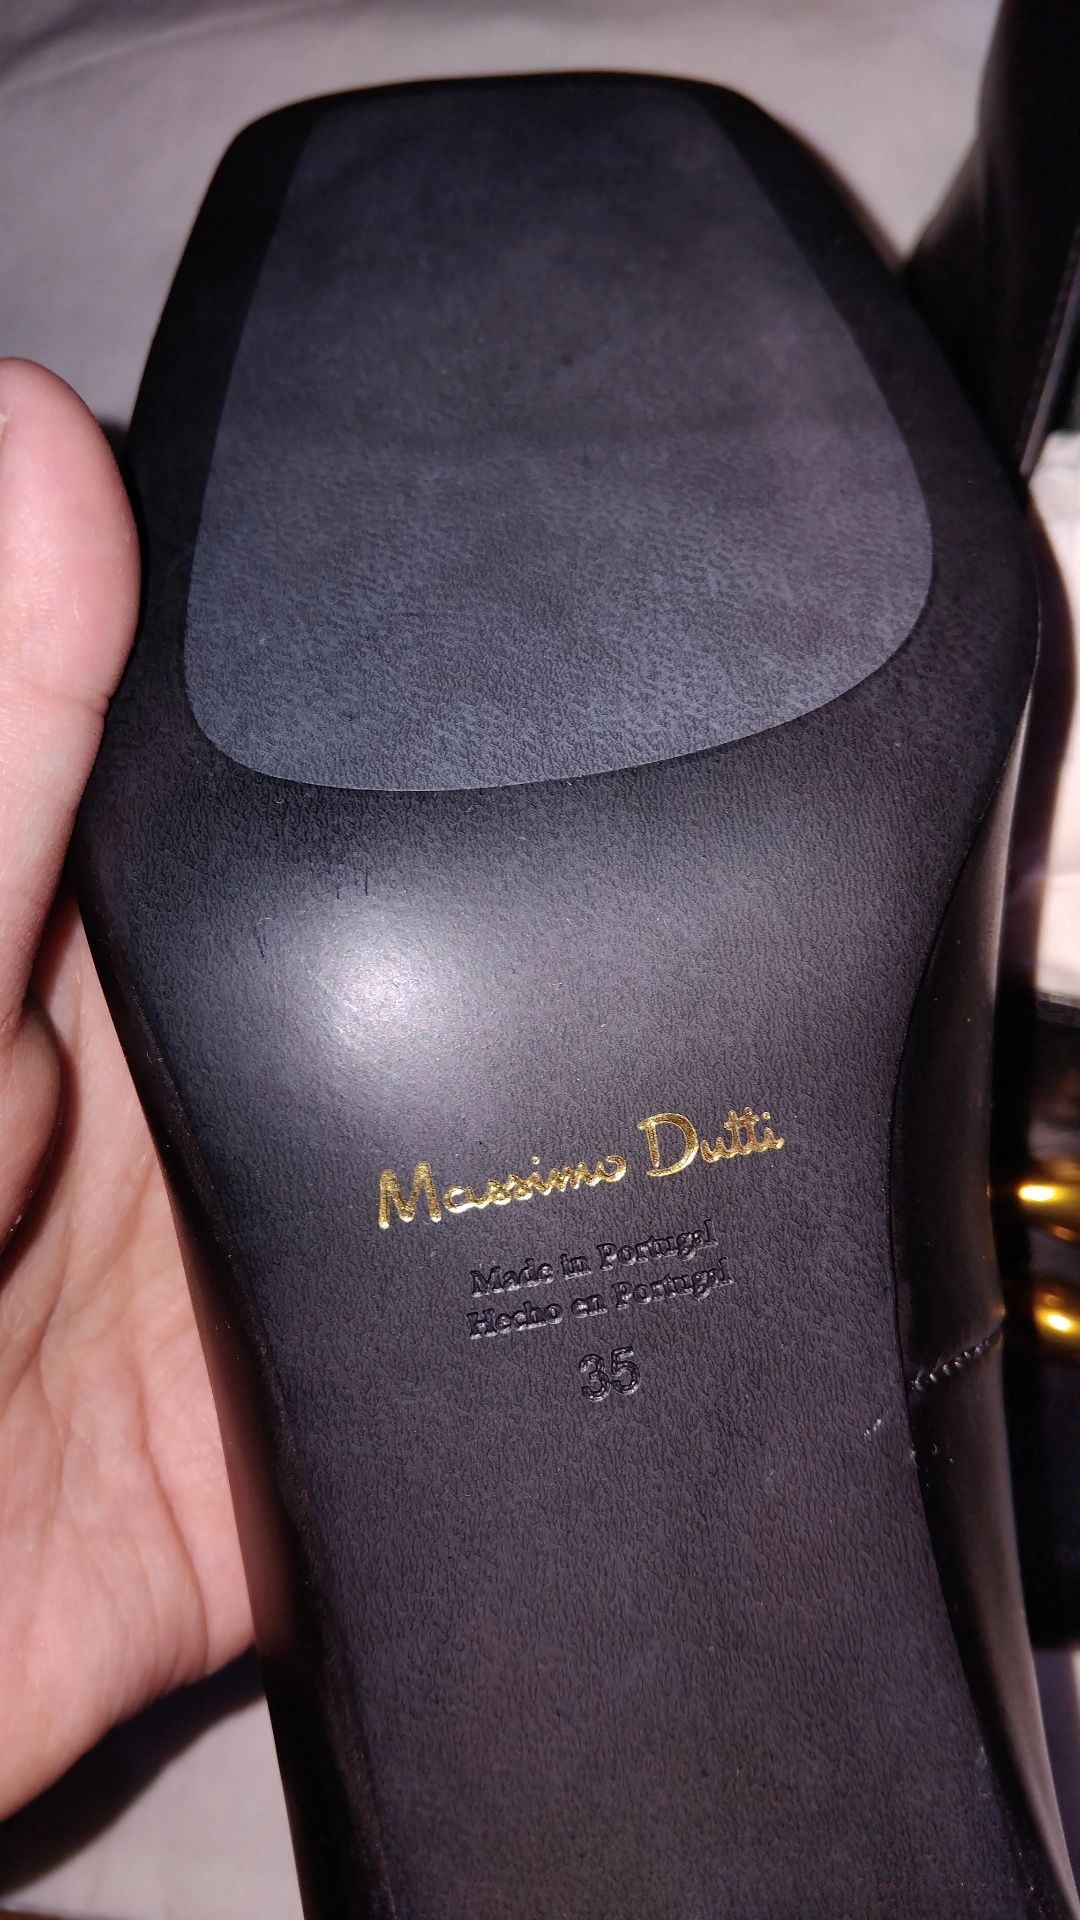 Massimo Dutti
Made in Portugal
Hecho en Portugal
35